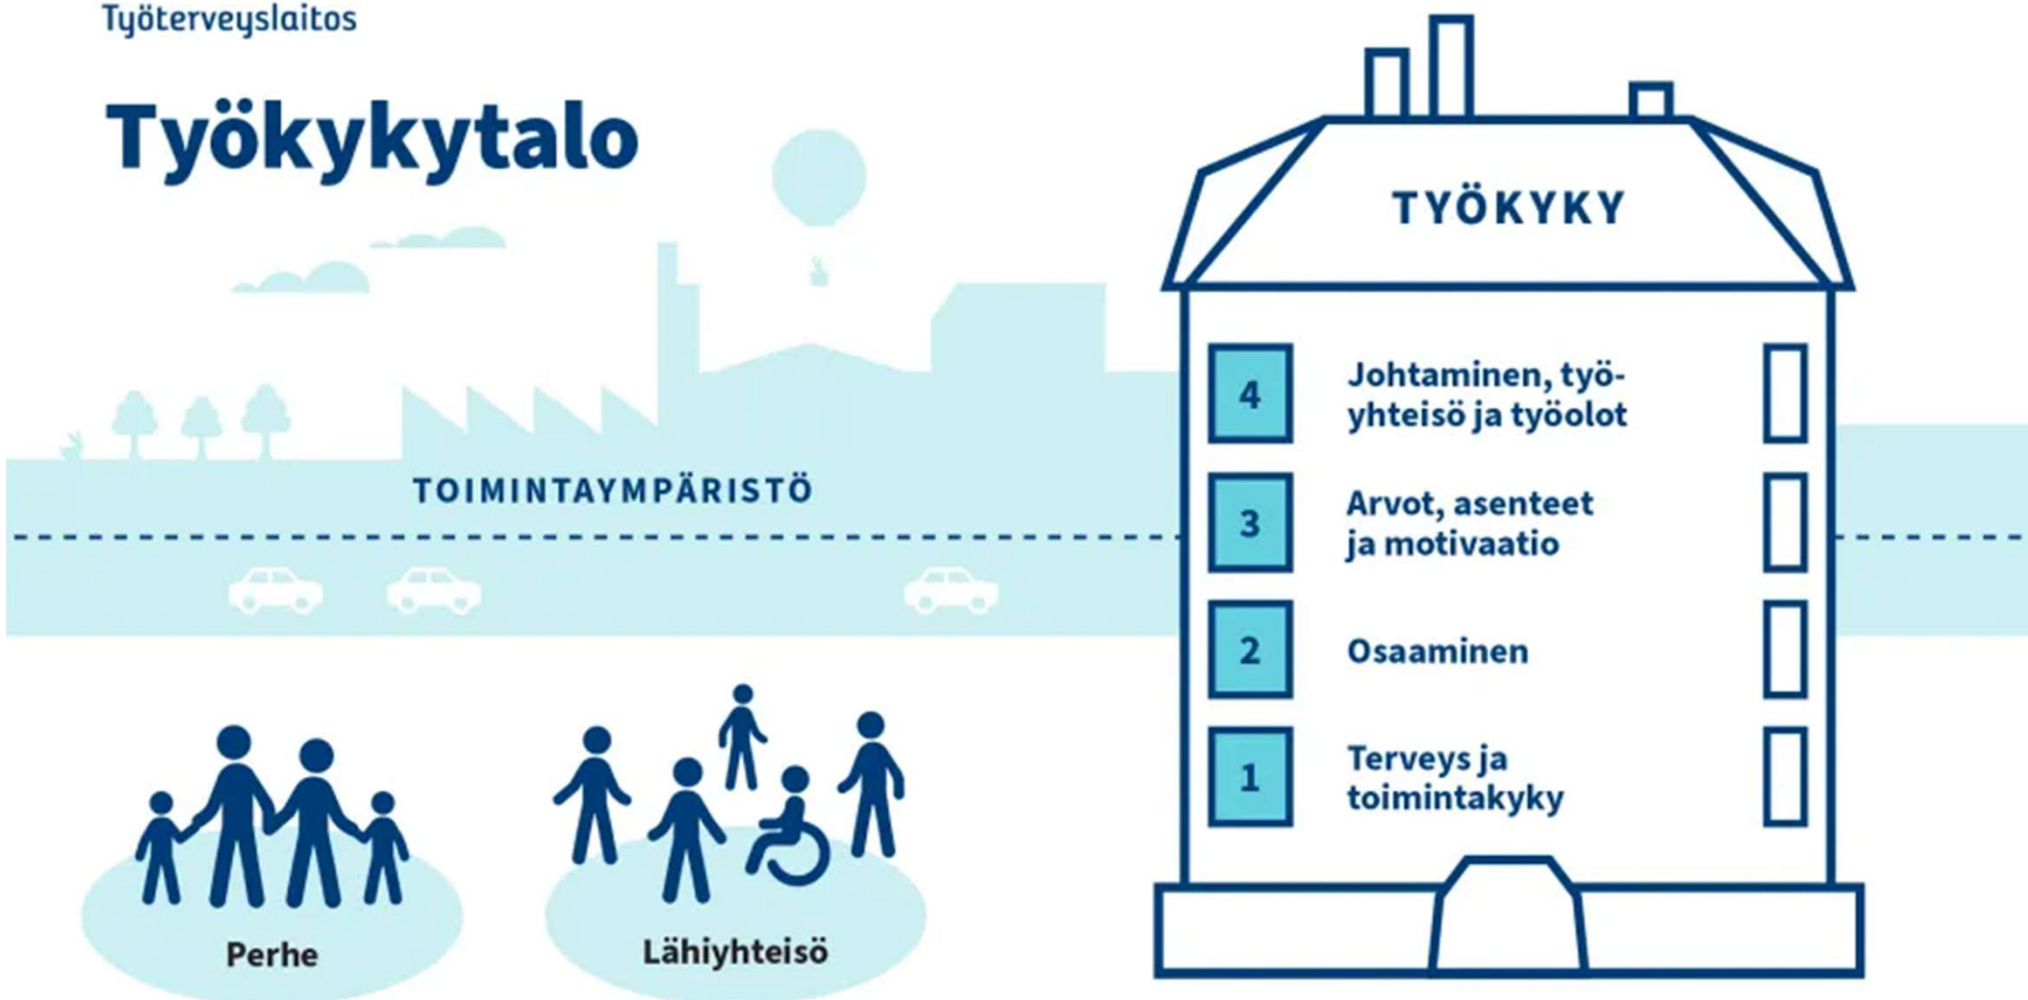 Työterveyslaitos
Työkykytalo
TOIMINTAYMPÄRISTÖ
Perhe
Lähiyhteisö
TYÖKYKY
4
Johtaminen, työ-
yhteisö ja työolot
3
Arvot, asenteet
ja motivaatio
2
Osaaminen
1
Terveys ja
toimintakyky